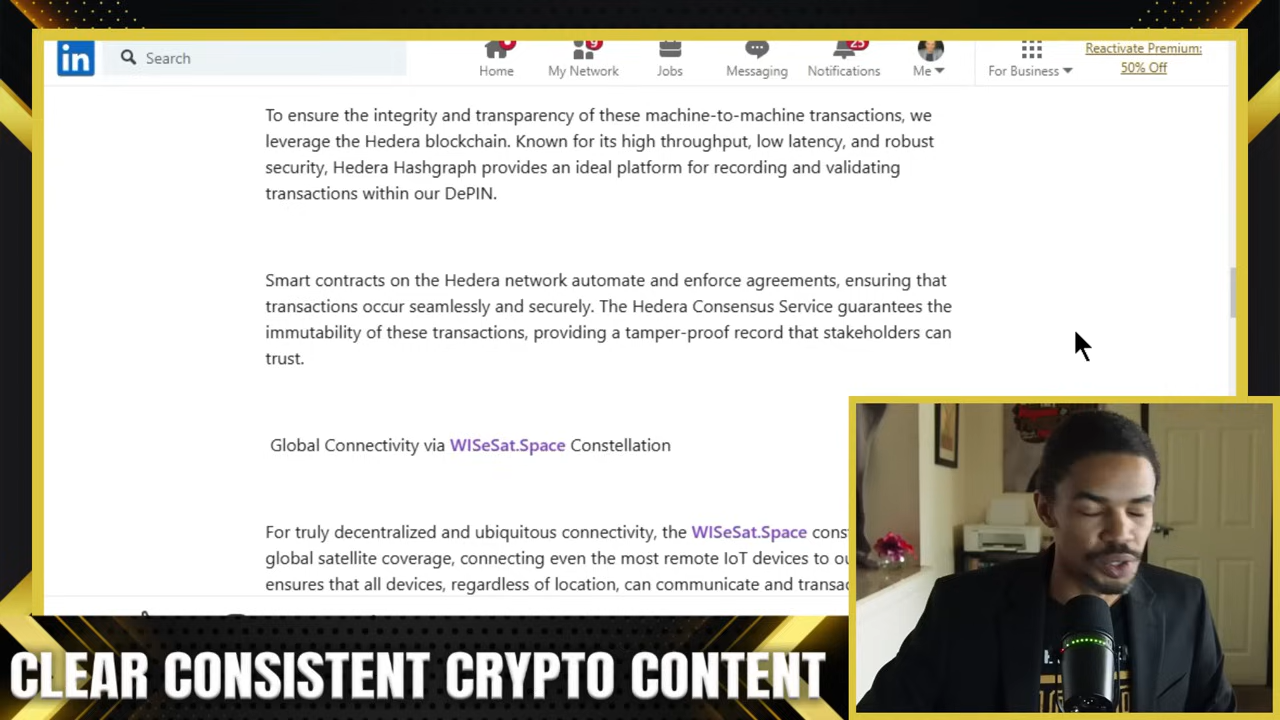 in
Search
Home
9
My Network
Jobs
Messaging
25
Notifications
Me
For Business
Reactivate Premium:
50% Off
To ensure the integrity and transparency of these machine-to-machine transactions, we
leverage the Hedera blockchain. Known for its high throughput, low latency, and robust
security, Hedera Hashgraph provides an ideal platform for recording and validating
transactions within our DePIN.
Smart contracts on the Hedera network automate and enforce agreements, ensuring that
transactions occur seamlessly and securely. The Hedera Consensus Service guarantees the
immutability of these transactions, providing a tamper-proof record that stakeholders can
trust.
Global Connectivity via WISeSat.Space Constellation
For truly decentralized and ubiquitous connectivity, the WISeSat.Space
global satellite coverage, connecting even the most remote IoT devices to
ensures that all devices, regardless of location, can communicate and
CLEAR CONSISTENT CRYPTO CONTENT